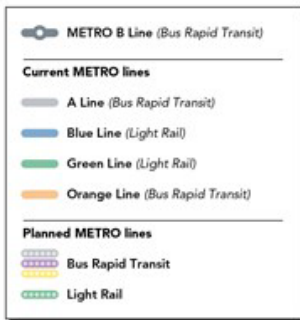 METRO B Line (Bus Rapid Transit)
Current METRO lines
A Line (Bus Rapid Transit)
Blue Line (Light Rail)
Green Line (Light Rail)
Orange Line (Bus Rapid Transit)
Planned METRO lines
Bus Rapid Transit
Light Rail